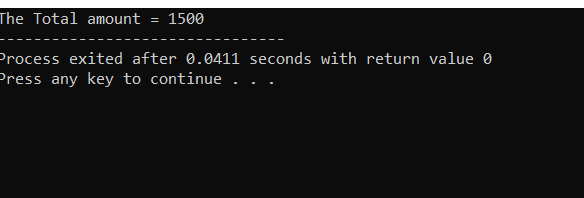 The Total amount = 1500
--------------------------------
Process exited after 0.0411 seconds with return value 0
Press any key to continue . . .